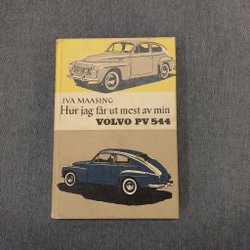 IVA MAASING
Hur jag får ut mest av min
VOLVO PV 544